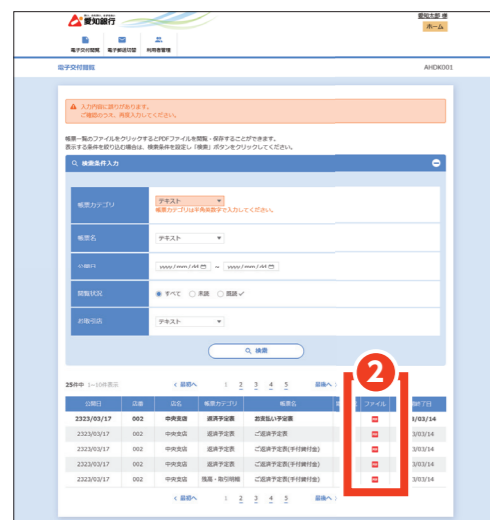 愛知銀行
愛知太郎 様
ホーム
電子交付閲覧 電子郵送切替 利用者管理
電子交付閲覧 AHDK001
入力内容に誤りがあります。
ご確認のうえ、再度入力してください。
帳票一覧のファイルをクリックするとPDFファイルを閲覧・保存することができます。
表示する条件を絞り込む場合は、検索条件を設定し「検索」ボタンをクリックしてください。
検索条件入力
帳票カテゴリ テキスト
帳票カテゴリは半角英数字で入力してください。
帳票名 テキスト
公開日 yyyy/mm/dd ~ yyyy/mm/dd
閲覧状況 すべて 未読 既読
お取引店 テキスト
検索
2
25件中 1~10件表示 < 最初へ 1 2 3 4 5 最後へ >
公開日 店番 店名 帳票カテゴリ 帳票名 ファイル 了日
2323/03/17 002 中央支店 返済予定表 お支払い予定表 3/03/14
2323/03/17 002 中央支店 返済予定表 ご返済予定表 3/03/14
2323/03/17 002 中央支店 返済予定表 ご返済予定表(手付貸付金) 3/03/14
2323/03/17 002 中央支店 返済予定表 ご返済予定表(手付貸付金) 3/03/14
2323/03/17 002 中央支店 残高・取引明細 ご返済予定表(手付貸付金) 3/03/14
< 最初へ 1 2 3 4 5 最後へ >